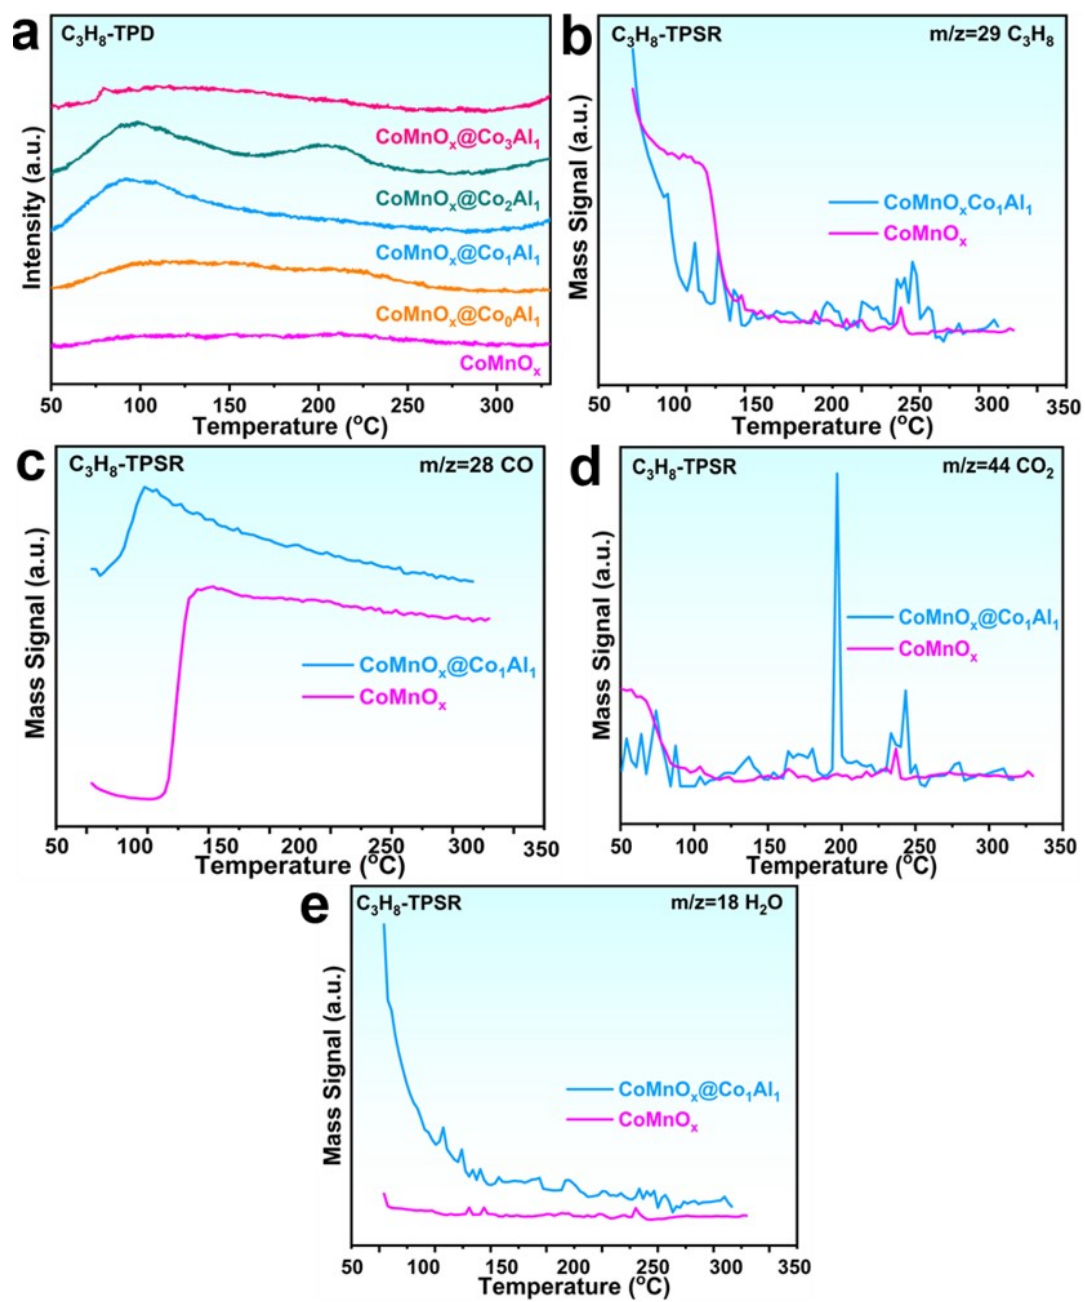 a
C₃H₈-TPD
CoMnOₓ@Co₃Al₁
CoMnOₓ@Co₂Al₁
CoMnOₓ@Co₁Al₁
CoMnOₓ@Co₀Al₁
CoMnOₓ
Intensity (a.u.)
50 100 150 200 250 300
Temperature (°C)
b
C₃H₈-TPSR m/z=29 C₃H₈
CoMnOₓCo₁Al₁
CoMnOₓ
Mass Signal (a.u.)
50 100 150 200 250 300 350
Temperature (°C)
c
C₃H₈-TPSR m/z=28 CO
CoMnOₓ@Co₁Al₁
CoMnOₓ
Mass Signal (a.u.)
50 100 150 200 250 300 350
Temperature (°C)
d
C₃H₈-TPSR m/z=44 CO₂
CoMnOₓ@Co₁Al₁
CoMnOₓ
Mass Signal (a.u.)
50 100 150 200 250 300 350
Temperature (°C)
e
C₃H₈-TPSR m/z=18 H₂O
CoMnOₓ@Co₁Al₁
CoMnOₓ
Mass Signal (a.u.)
50 100 150 200 250 300 350
Temperature (°C)